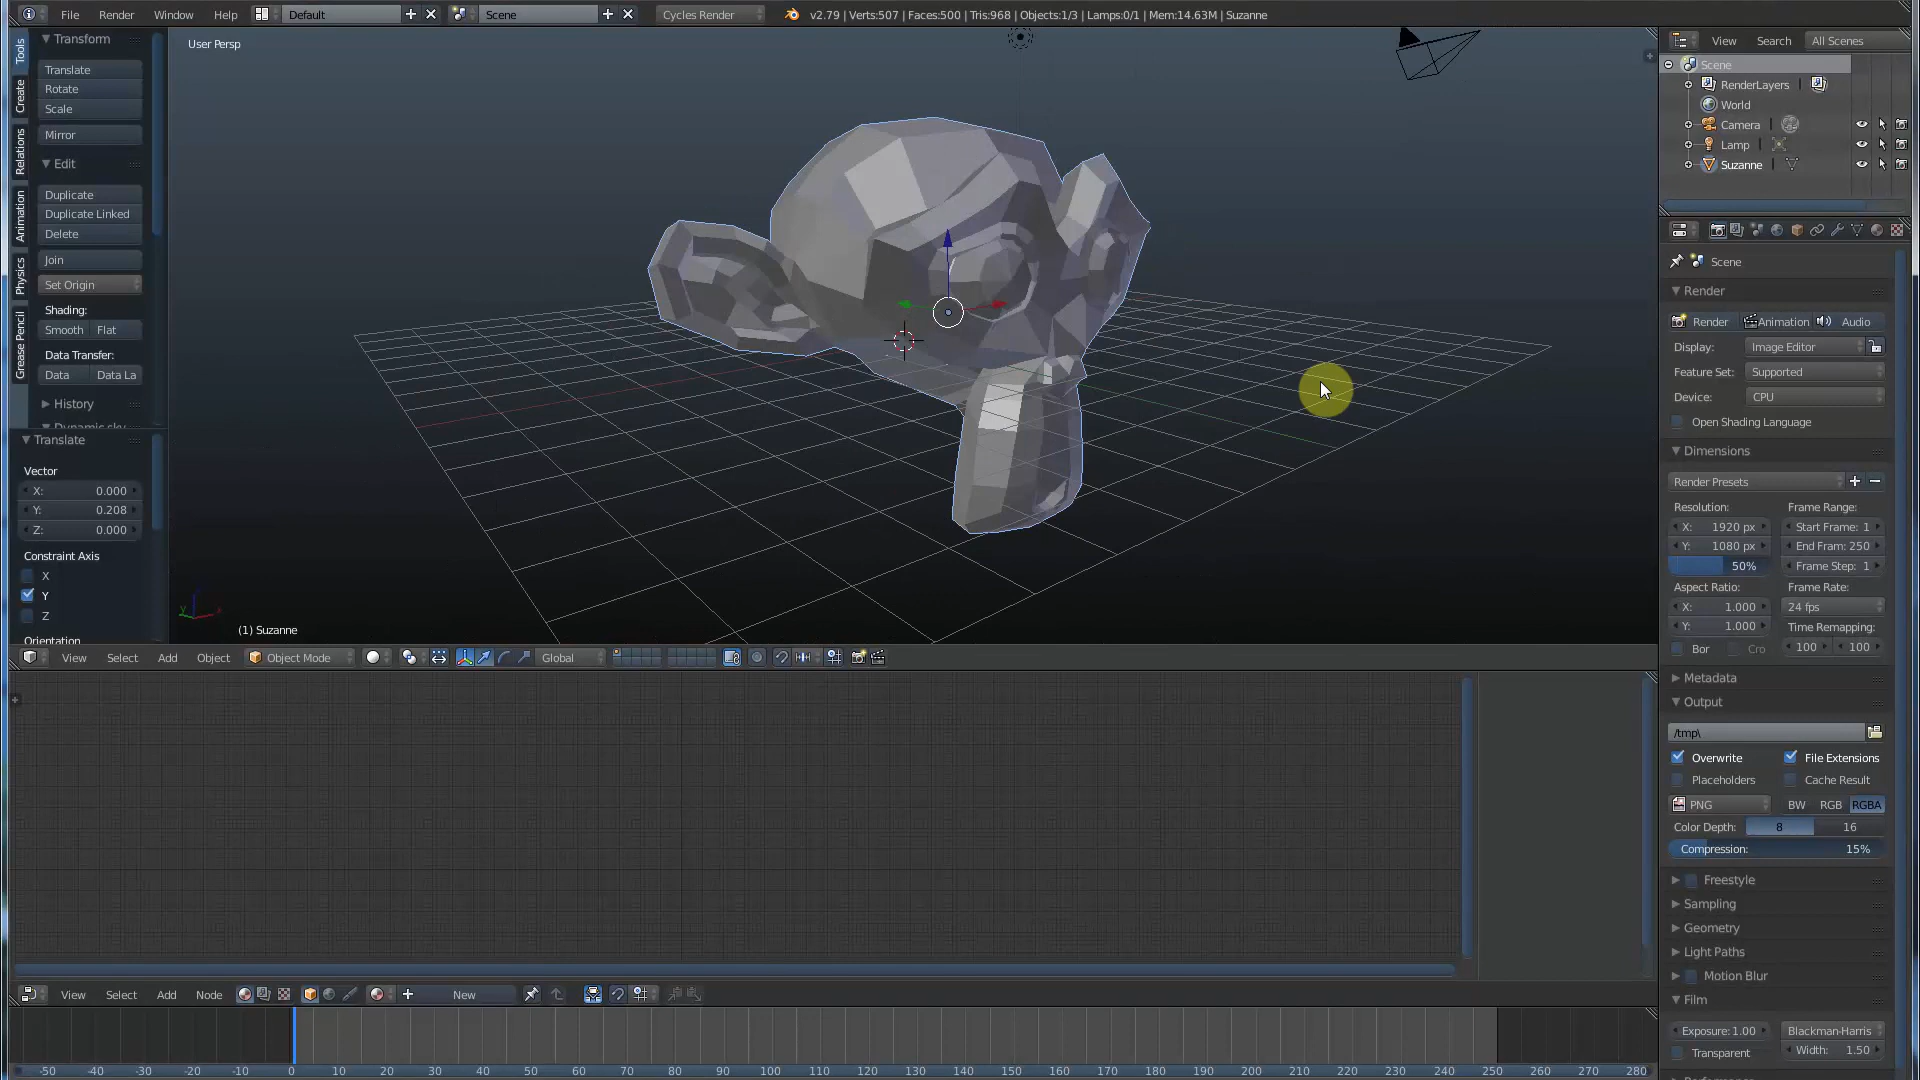 File Render Window Help Default Scene Cycles Render v2.79 | Verts:507 | Faces:500 | Tris:968 | Objects:1/3 | Lamps:0/1 | Mem:14.63M | Suzanne
Tools
Create
Relations
Animation
Physics
Grease Pencil
Transform
Translate
Rotate
Scale
Mirror
Edit
Duplicate
Duplicate Linked
Delete
Join
Set Origin
Shading:
Smooth Flat
Data Transfer:
Data Data La
History
Dynamic sky
Translate
Vector
X: 0.000
Y: 0.208
Z: 0.000
Constraint Axis
X
Y
Z
Orientation
User Persp
(1) Suzanne
View Select Add Object Object Mode Global
View Select Add Node New
-50 -40 -30 -20 -10 0 10 20 30 40 50 60 70 80 90 100 110 120 130 140 150 160 170 180 190 200 210 220 230 240 250 260 270 280
View Search All Scenes
Scene
RenderLayers
World
Camera
Lamp
Suzanne
Scene
Render
Render Animation Audio
Display: Image Editor
Feature Set: Supported
Device: CPU
Open Shading Language
Dimensions
Render Presets
Resolution: Frame Range:
X: 1920 px Start Frame: 1
Y: 1080 px End Fram: 250
50% Frame Step: 1
Aspect Ratio: Frame Rate:
X: 1.000 24 fps
Y: 1.000 Time Remapping:
Bor Cro 100 100
Metadata
Output
/tmp\
Overwrite File Extensions
Placeholders Cache Result
PNG BW RGB RGBA
Color Depth: 8 16
Compression: 15%
Freestyle
Sampling
Geometry
Light Paths
Motion Blur
Film
Exposure: 1.00 Blackman-Harris
Transparent Width: 1.50